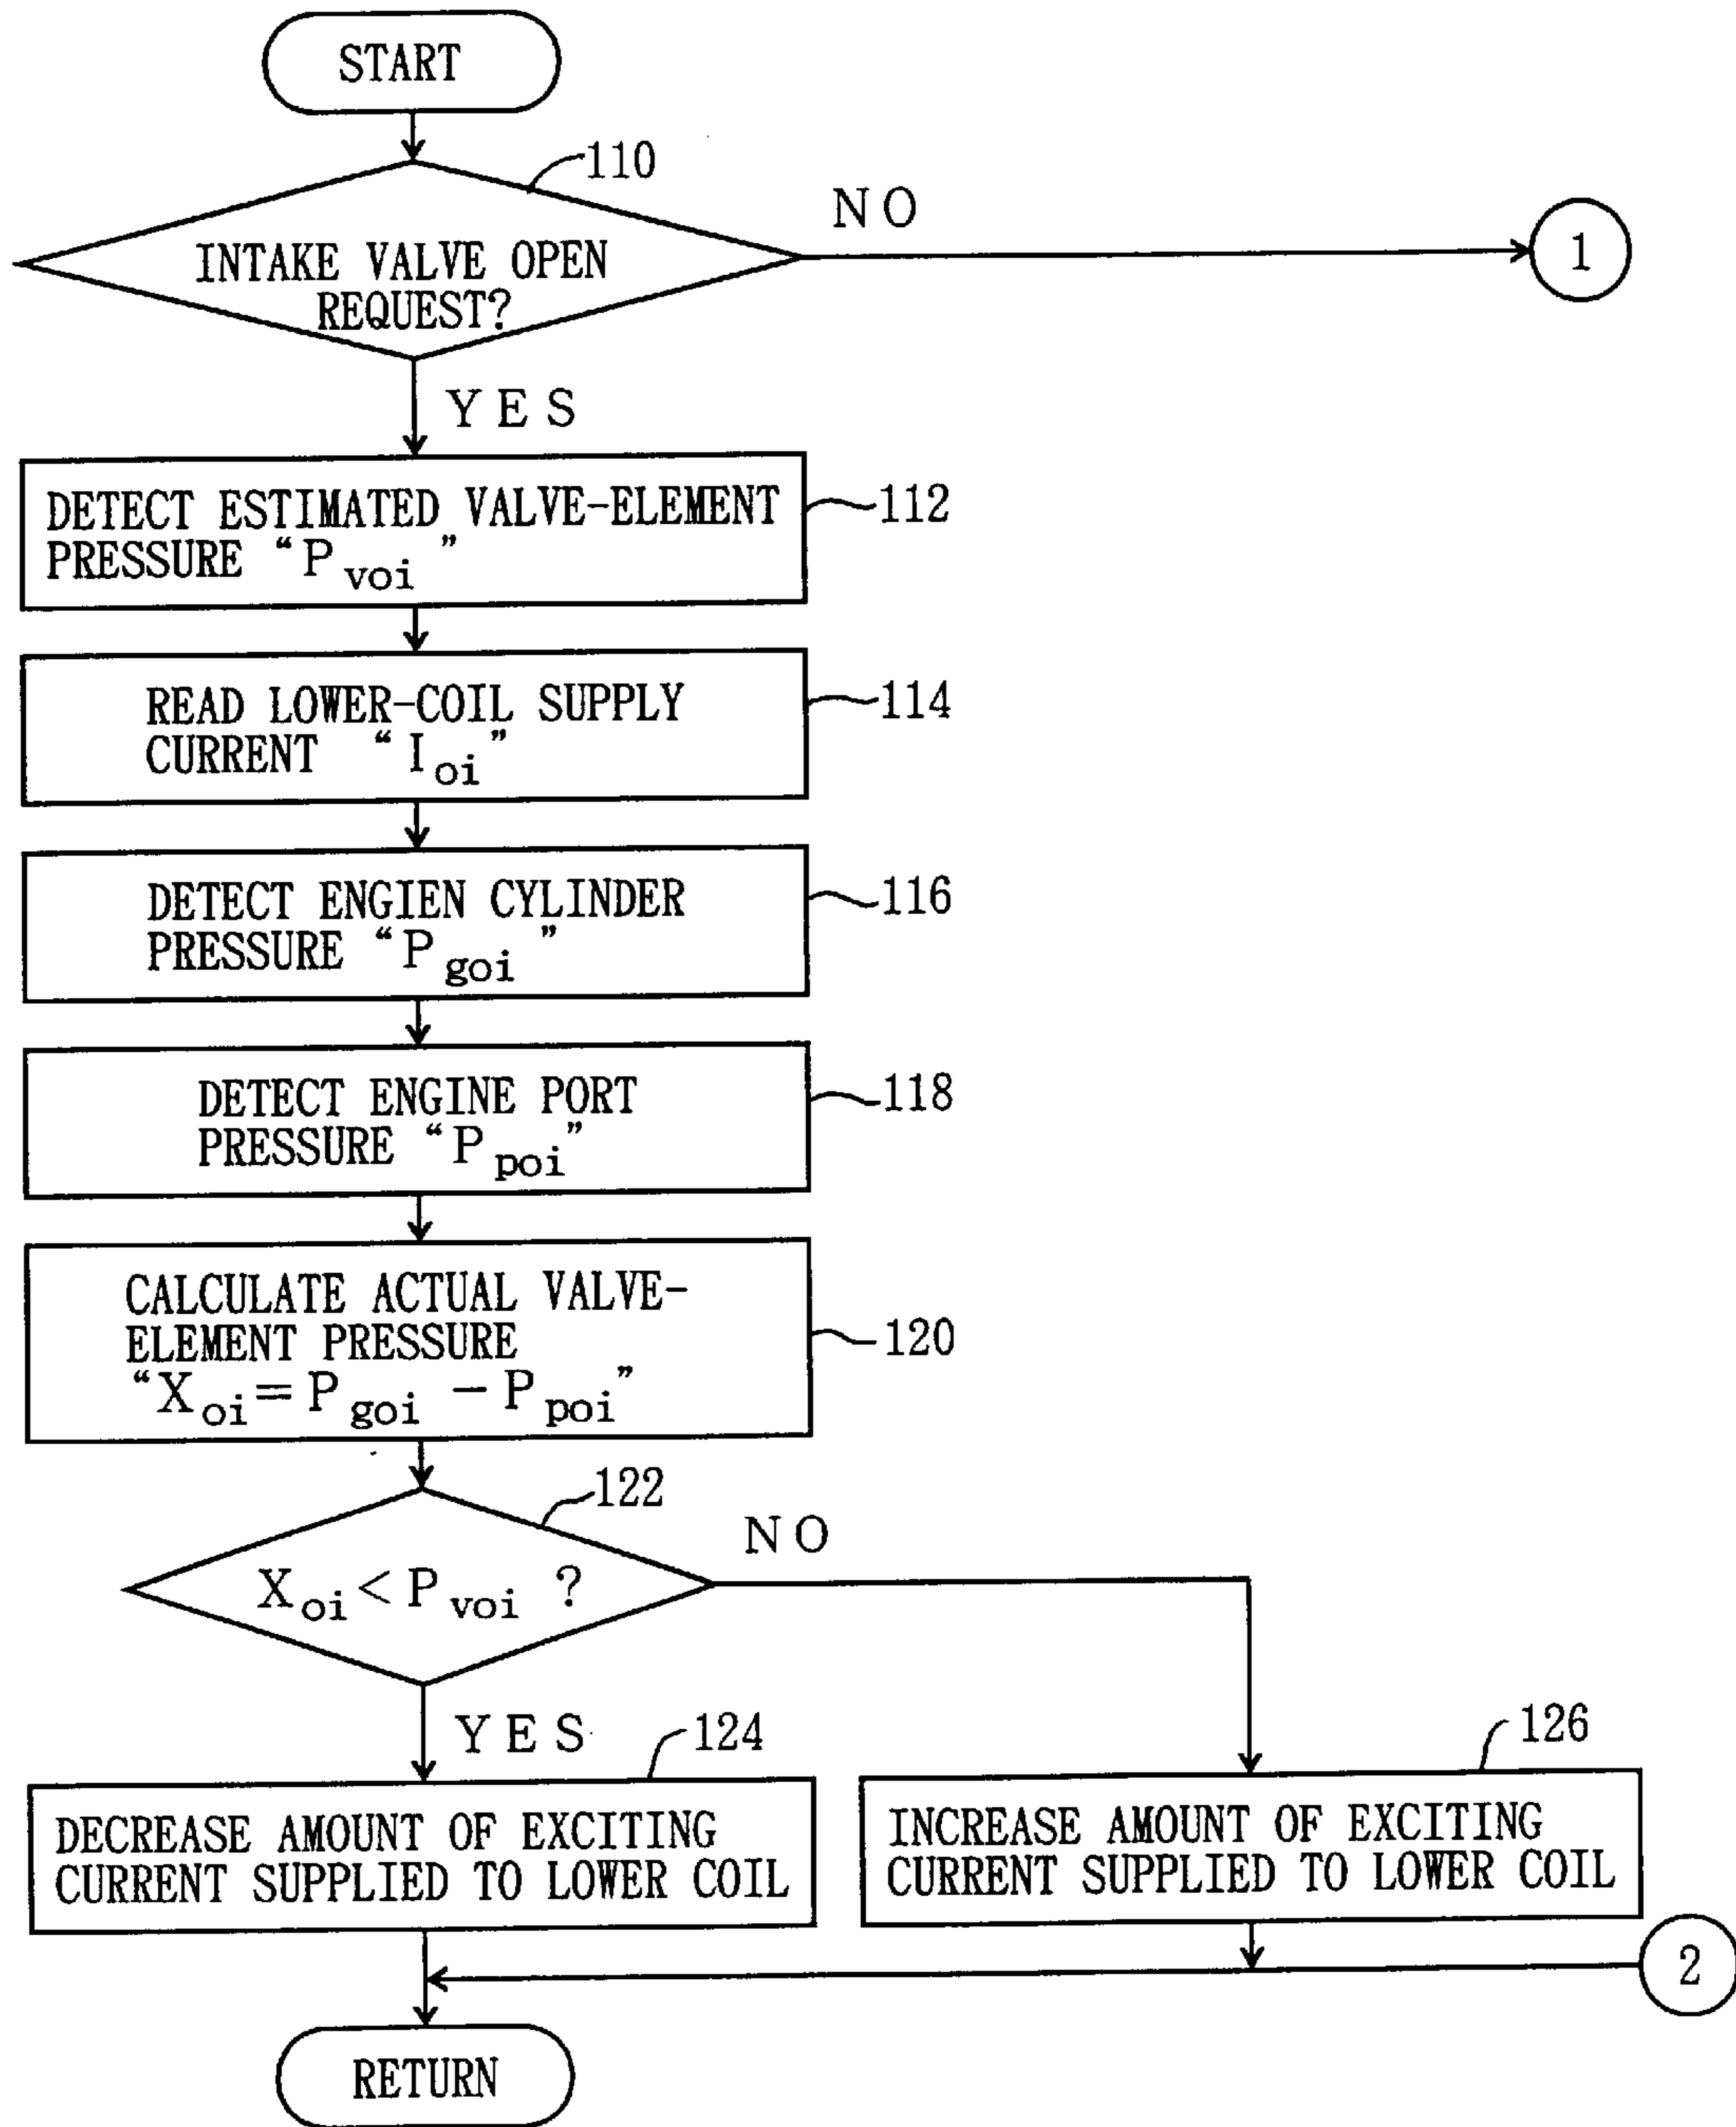 START
110
NO
1
INTAKE VALVE OPEN
REQUEST?
YES
DETECT ESTIMATED VALVE-ELEMENT
PRESSURE “P voi ”
112
READ LOWER-COIL SUPPLY
CURRENT “I oi”
114
DETECT ENGIEN CYLINDER
PRESSURE “P goi ”
116
DETECT ENGINE PORT
PRESSURE “P poi”
118
CALCULATE ACTUAL VALVE-
ELEMENT PRESSURE
“X oi = P goi − P poi”
120
122
NO
X oi < P voi ?
YES
124
126
DECREASE AMOUNT OF EXCITING
CURRENT SUPPLIED TO LOWER COIL
INCREASE AMOUNT OF EXCITING
CURRENT SUPPLIED TO LOWER COIL
2
RETURN